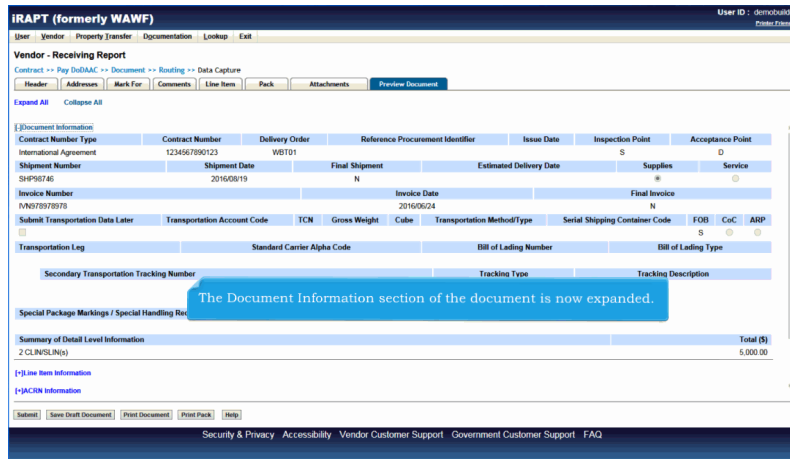 iRAPT (formerly WAWF)
User ID : demobuild
Printer Frien
User Vendor Property Transfer Documentation Lookup Exit
Vendor - Receiving Report
Contract >> Pay DoDAAC >> Document >> Routing >> Data Capture
Header Addresses Mark For Comments Line Item Pack Attachments Preview Document
Expand All Collapse All
[-]Document Information
Contract Number Type Contract Number Delivery Order Reference Procurement Identifier Issue Date Inspection Point Acceptance Point
International Agreement 1234567890123 WBT01 S D
Shipment Number Shipment Date Final Shipment Estimated Delivery Date Supplies Service
SHP98746 2016/08/19 N
Invoice Number Invoice Date Final Invoice
IVN978978978 2016/06/24 N
Submit Transportation Data Later Transportation Account Code TCN Gross Weight Cube Transportation Method/Type Serial Shipping Container Code FOB CoC ARP
S
Transportation Leg Standard Carrier Alpha Code Bill of Lading Number Bill of Lading Type
Secondary Transportation Tracking Number Tracking Type Tracking Description
The Document Information section of the document is now expanded.
Special Package Markings / Special Handling Rec
Summary of Detail Level Information Total ($)
2 CLIN/SLIN(s) 5,000.00
[+]Line Item Information
[+]ACRN Information
Submit Save Draft Document Print Document Print Pack Help
Security & Privacy Accessibility Vendor Customer Support Government Customer Support FAQ